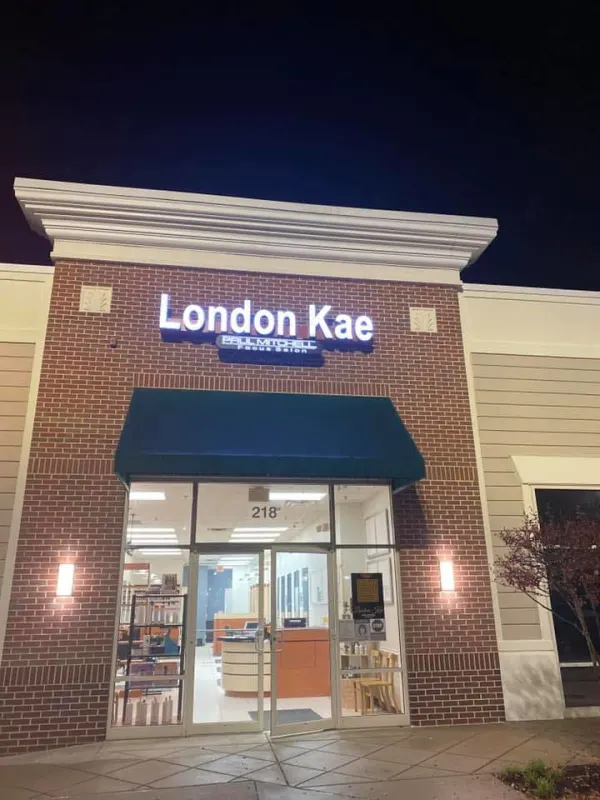 London Kae
PAUL MITCHELL
Focus Salon
218